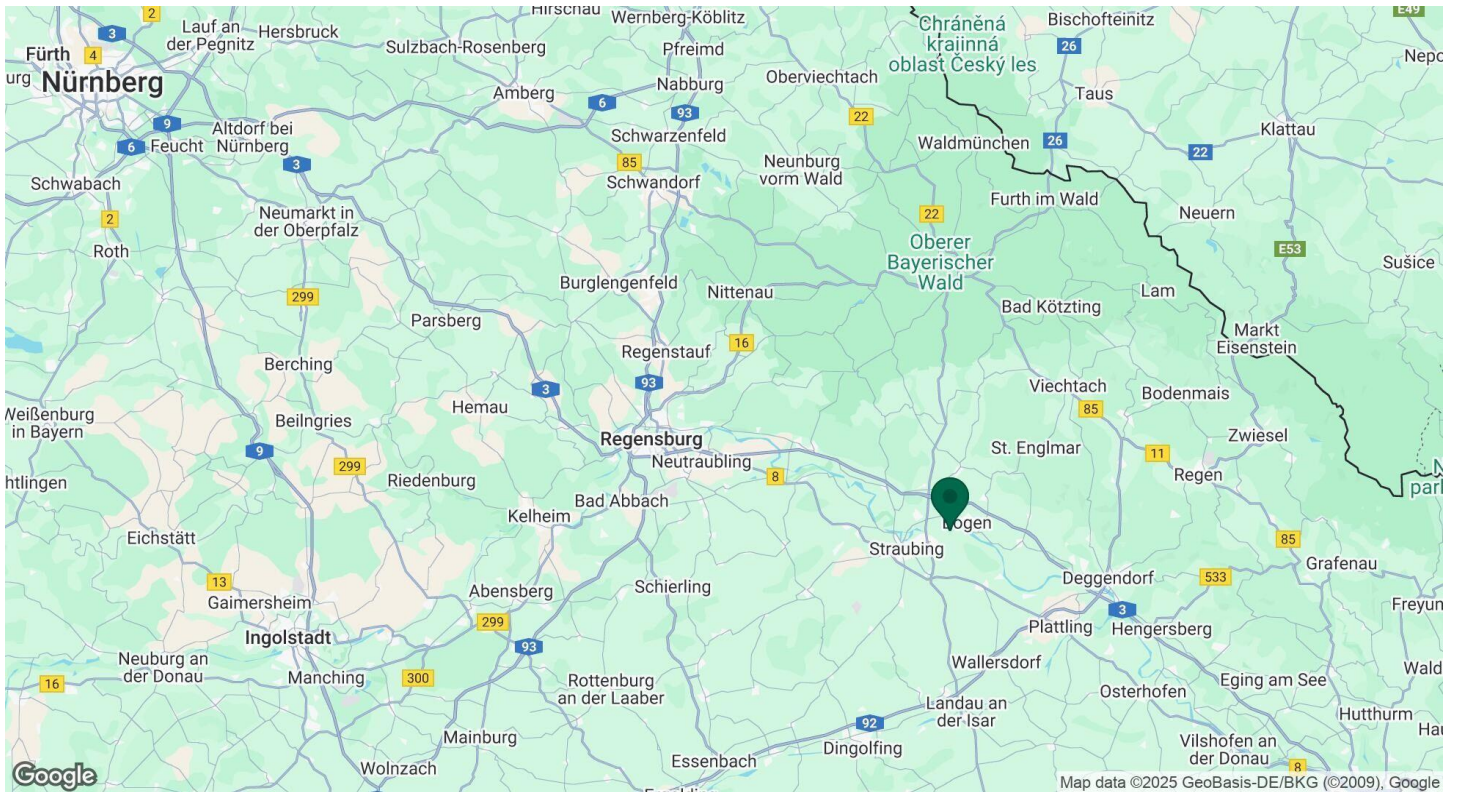 Hirschau
2
Wernberg-Köblitz
Chráněná
krajinná
oblast Český les
Bischofteinitz
E49
3
Lauf an
der Pegnitz
Hersbruck
26
Sulzbach-Rosenberg
Pfreimd
Fürth
4
Nürnberg
Oberviechtach
Nabburg
Amberg
6
93
Taus
22
9
Altdorf bei
Nürnberg
Schwarzenfeld
Klattau
6
Feucht
3
Waldmünchen
26
22
85
Neunburg
vorm Wald
Schwabach
Schwandorf
Furth im Wald
2
Neumarkt in
der Oberpfalz
22
Neuern
Roth
Oberer
Bayerischer
Wald
E53
Sušice
Burglengenfeld
Nittenau
Lam
299
Bad Kötzting
Parsberg
Markt
Eisenstein
16
Regenstauf
Berching
93
3
Viechtach
Bodenmais
Hemau
85
Weißenburg
in Bayern
Beilngries
Regensburg
Zwiesel
9
St. Englmar
11
Neutraubling
299
8
Regen
Riedenburg
Bad Abbach
Kelheim
Bogen
Eichstätt
85
Straubing
Grafenau
13
Deggendorf
533
Gaimersheim
Abensberg
Schierling
299
3
Ingolstadt
Plattling
Hengersberg
93
Neuburg an
der Donau
Wallersdorf
16
Manching
300
Rottenburg
an der Laaber
Eging am See
Osterhofen
Landau an
der Isar
92
Hutthurm
Mainburg
Dingolfing
Vilshofen an
der Donau
Essenbach
Wolnzach
8
Google
Map data ©2025 GeoBasis-DE/BKG (©2009), Google